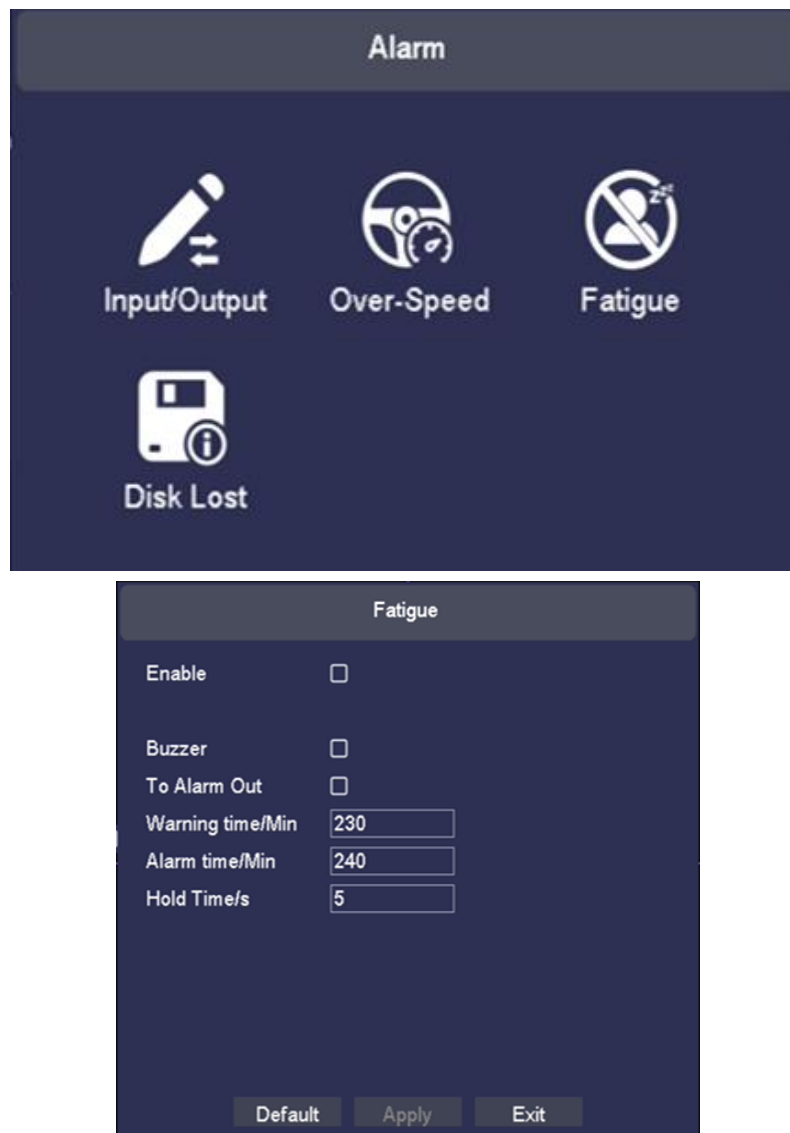 Alarm
Input/Output Over-Speed Fatigue
zzz
Disk Lost
Fatigue
Enable
Buzzer
To Alarm Out
Warning time/Min 230
Alarm time/Min 240
Hold Time/s 5
Default Apply Exit